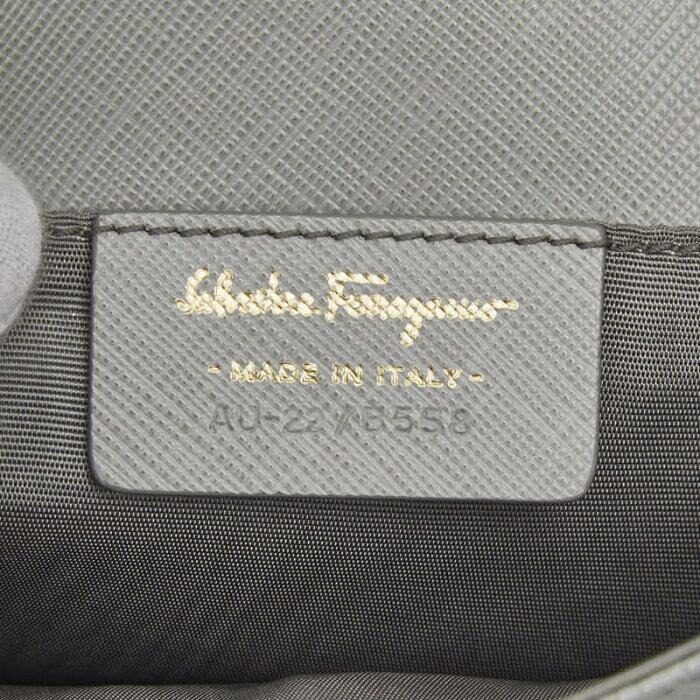 Salvatore Ferragamo
- MADE IN ITALY -
AU-22